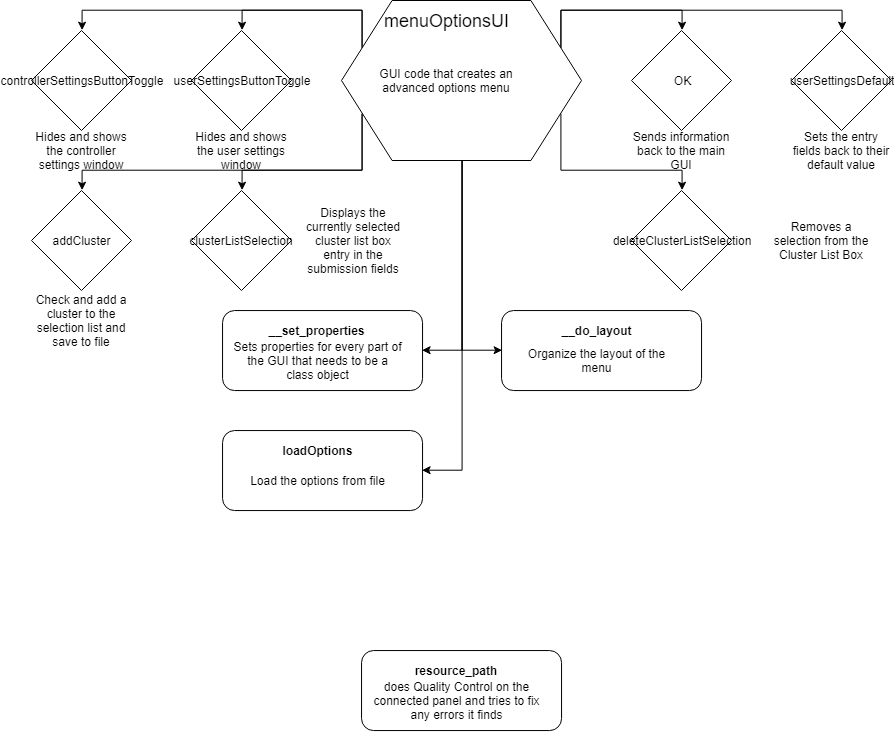 menuOptionsUI
GUI code that creates an
advanced options menu
controllerSettingsButtonToggle
Hides and shows
the controller
settings window
userSettingsButtonToggle
Hides and shows
the user settings
window
OK
Sends information
back to the main
GUI
userSettingsDefault
Sets the entry
fields back to their
default value
addCluster
Check and add a
cluster to the
selection list and
save to file
clusterListSelection
Displays the
currently selected
cluster list box
entry in the
submission fields
deleteClusterListSelection
Removes a
selection from the
Cluster List Box
__set_properties
Sets properties for every part of
the GUI that needs to be a
class object
__do_layout
Organize the layout of the
menu
loadOptions
Load the options from file
resource_path
does Quality Control on the
connected panel and tries to fix
any errors it finds